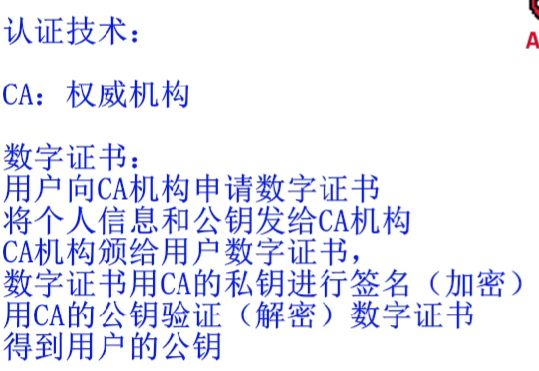 认证技术：
A
CA：权威机构
数字证书：
用户向CA机构申请数字证书
将个人信息和公钥发给CA机构
CA机构颁给用户数字证书，
数字证书用CA的私钥进行签名（加密）
用CA的公钥验证（解密）数字证书
得到用户的公钥